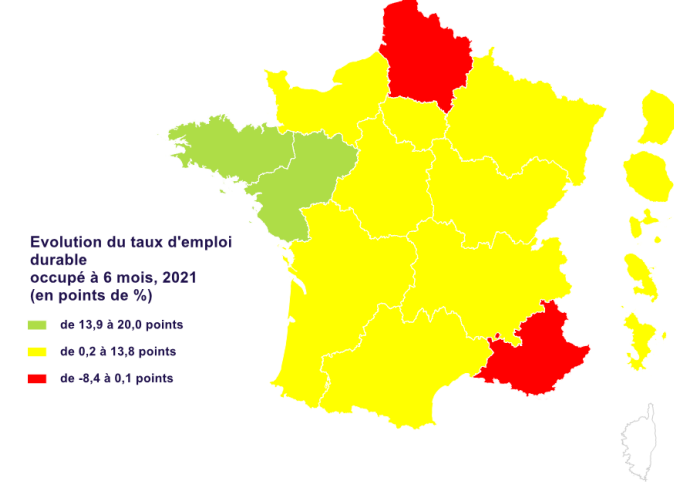 Evolution du taux d'emploi
durable
occupé à 6 mois, 2021
(en points de %)
de 13,9 à 20,0 points
de 0,2 à 13,8 points
de -8,4 à 0,1 points